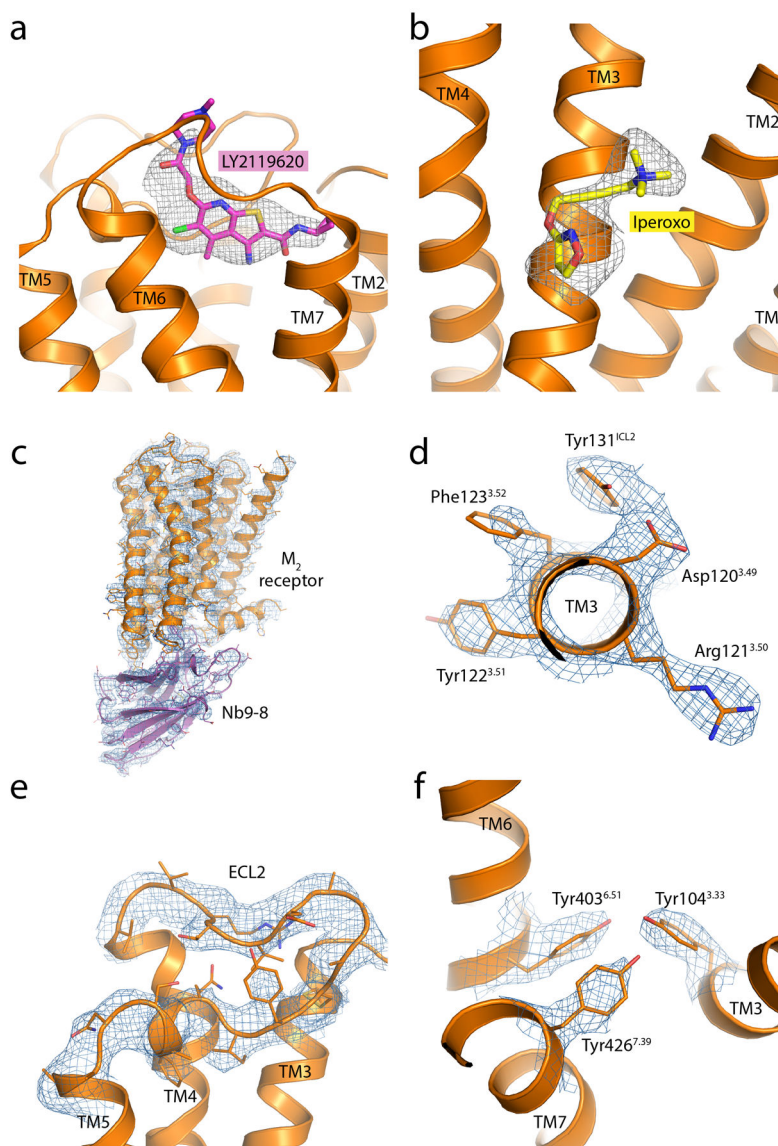 a
LY2119620
TM5
TM6
TM7
TM2
b
TM4
TM3
TM2
Iperoxo
TM
c
M₂
receptor
Nb9-8
d
Tyr131ᴵᶜᴸ²
Phe123³·⁵²
Asp120³·⁴⁹
TM3
Tyr122³·⁵¹
Arg121³·⁵⁰
e
ECL2
TM3
TM4
TM5
f
TM6
Tyr403⁶·⁵¹
Tyr104³·³³
TM3
Tyr426⁷·³⁹
TM7